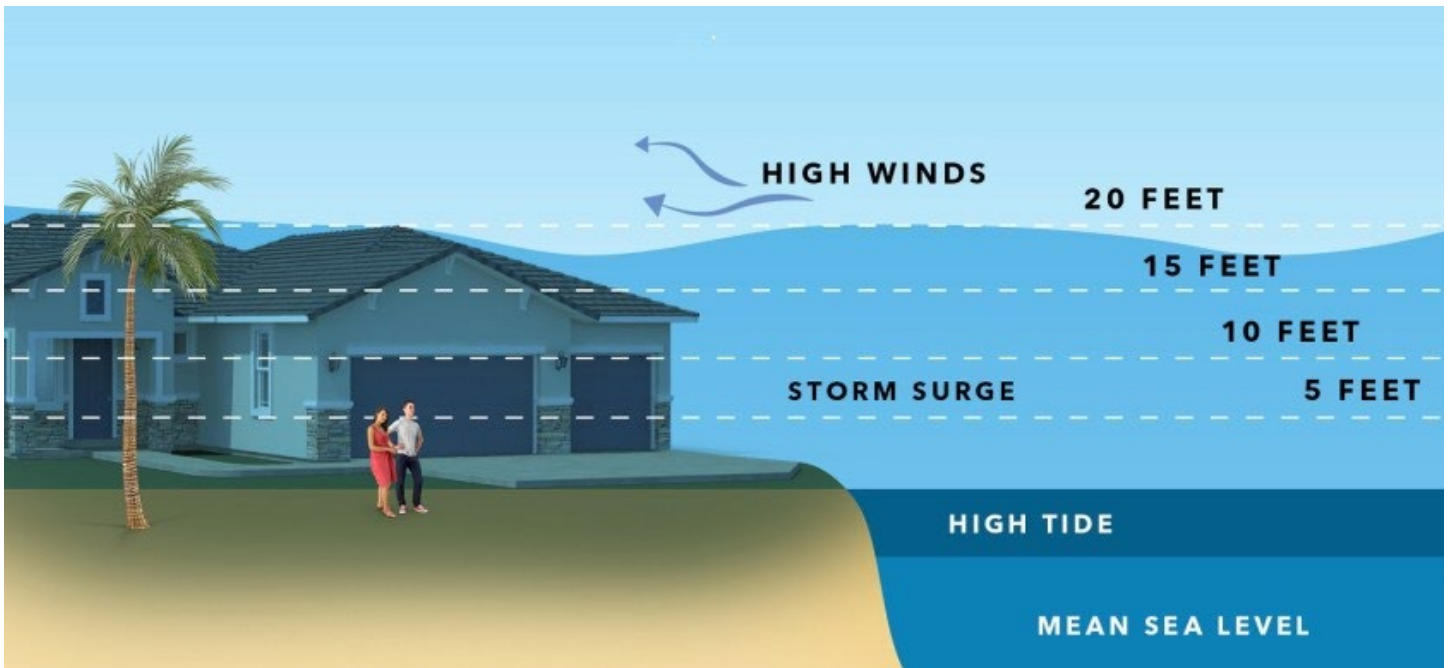 HIGH WINDS
20 FEET
15 FEET
10 FEET
STORM SURGE
5 FEET
HIGH TIDE
MEAN SEA LEVEL